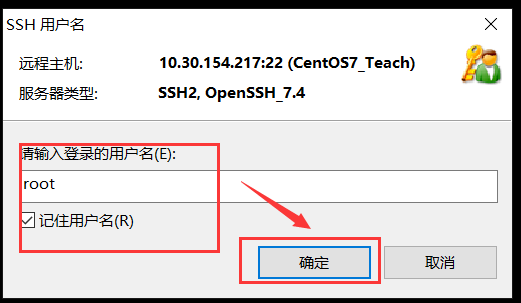 SSH 用户名
远程主机: 10.30.154.217:22 (CentOS7_Teach)
服务器类型: SSH2, OpenSSH_7.4
请输入登录的用户名(E):
root
记住用户名(R)
确定 取消